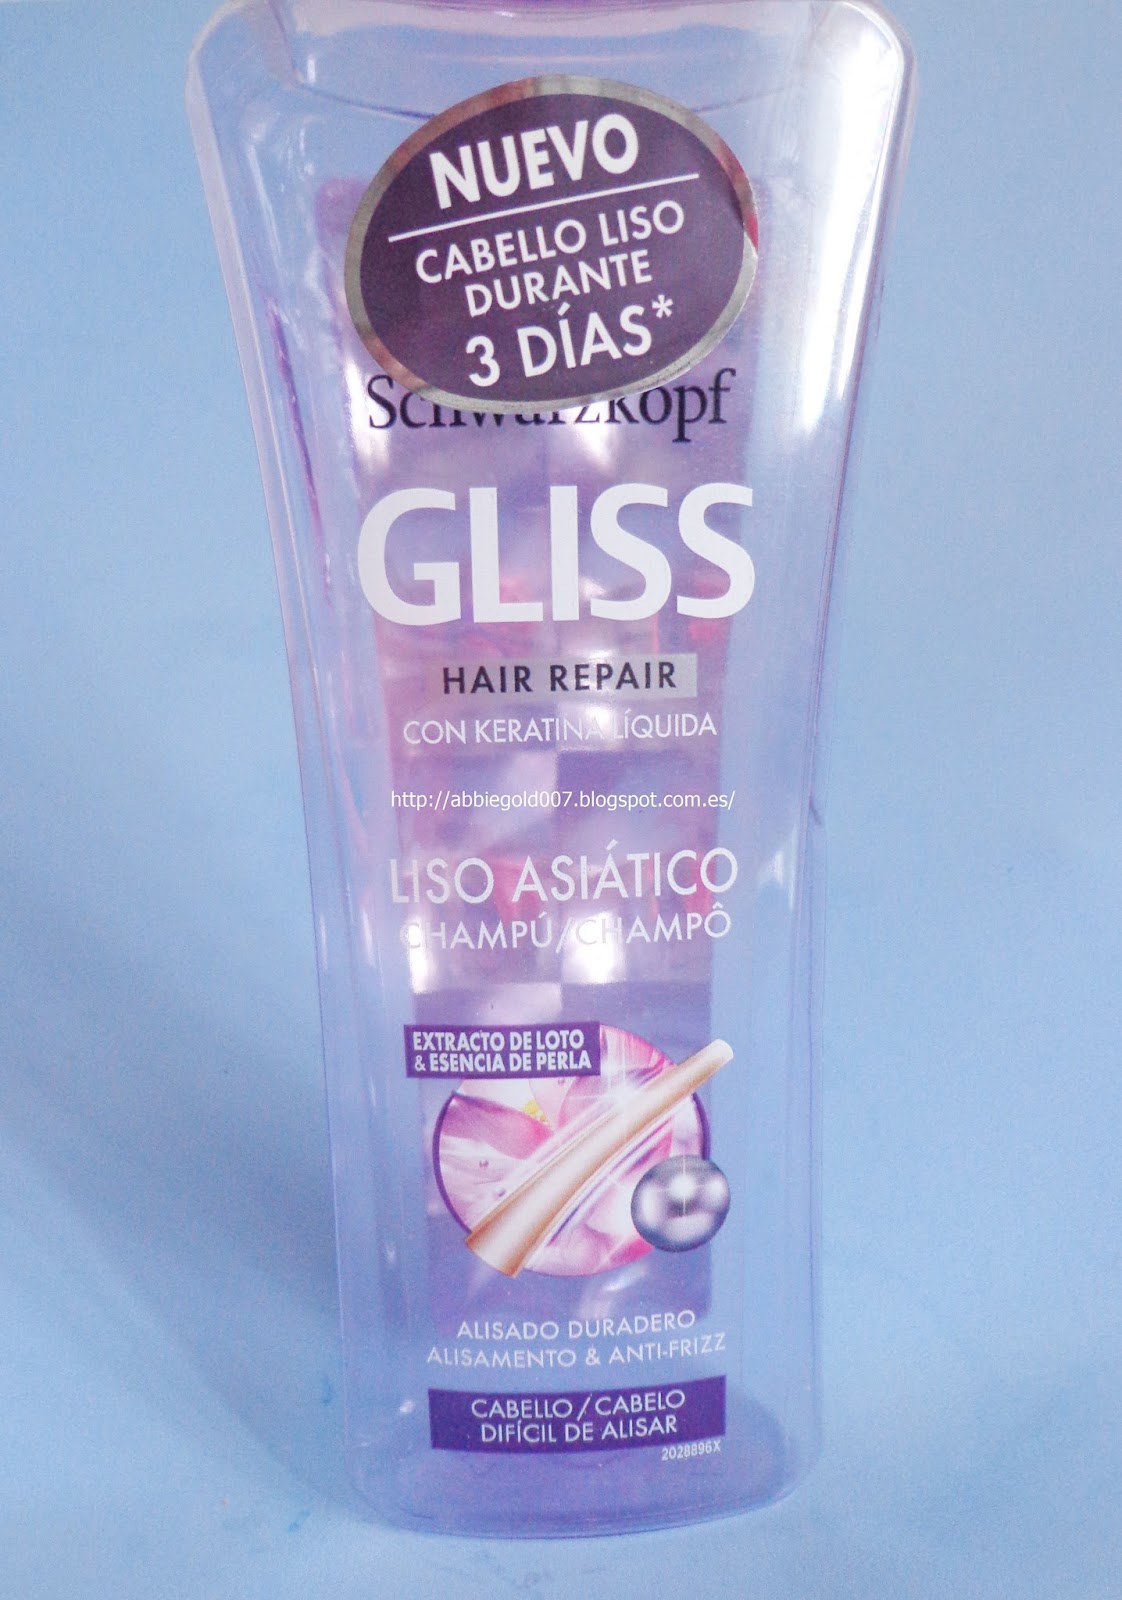 NUEVO
CABELLO LISO
DURANTE
3 DÍAS*
Schwarzkopf
GLISS
HAIR REPAIR
CON KERATINA LÍQUIDA
http://abbiegold007.blogspot.com.es/
LISO ASIÁTICO
CHAMPÚ/CHAMPÔ
EXTRACTO DE LOTO
& ESENCIA DE PERLA
ALISADO DURADERO
ALISAMENTO & ANTI-FRIZZ
CABELLO / CABELO
DIFÍCIL DE ALISAR
2028896X